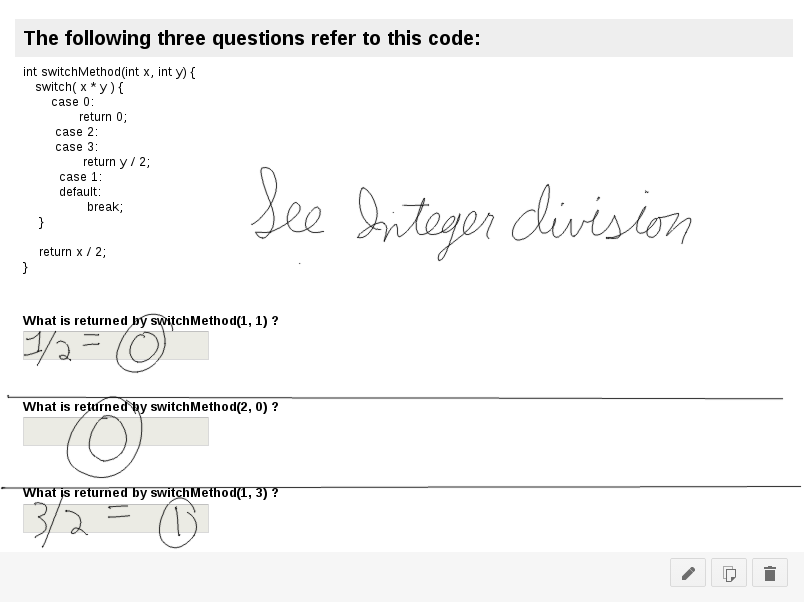 The following three questions refer to this code:
int switchMethod(int x, int y) {
switch( x * y ) {
case 0:
return 0;
case 2:
case 3:
return y / 2;
case 1:
default:
break;
}
return x / 2;
}
See Integer division
What is returned by switchMethod(1, 1) ?
1/2 = 0
What is returned by switchMethod(2, 0) ?
0
What is returned by switchMethod(1, 3) ?
3/2 = 1